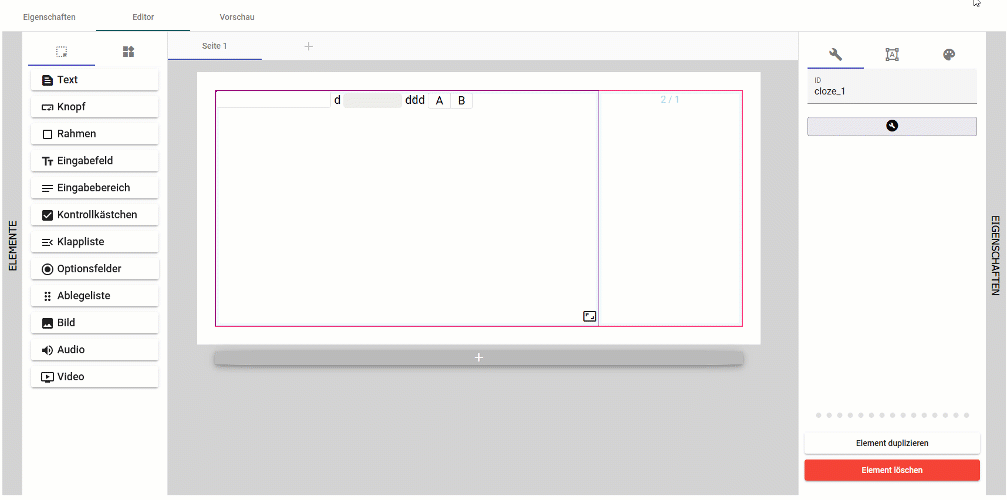 Eigenschaften Editor Vorschau
Seite 1
Text
Knopf
Rahmen
Eingabefeld
Eingabebereich
Kontrollkästchen
Klappliste
Optionsfelder
Ablegeliste
Bild
Audio
Video
ELEMENTE
d ddd A B
2 / 1
ID
cloze_1
Element duplizieren
Element löschen
EIGENSCHAFTEN